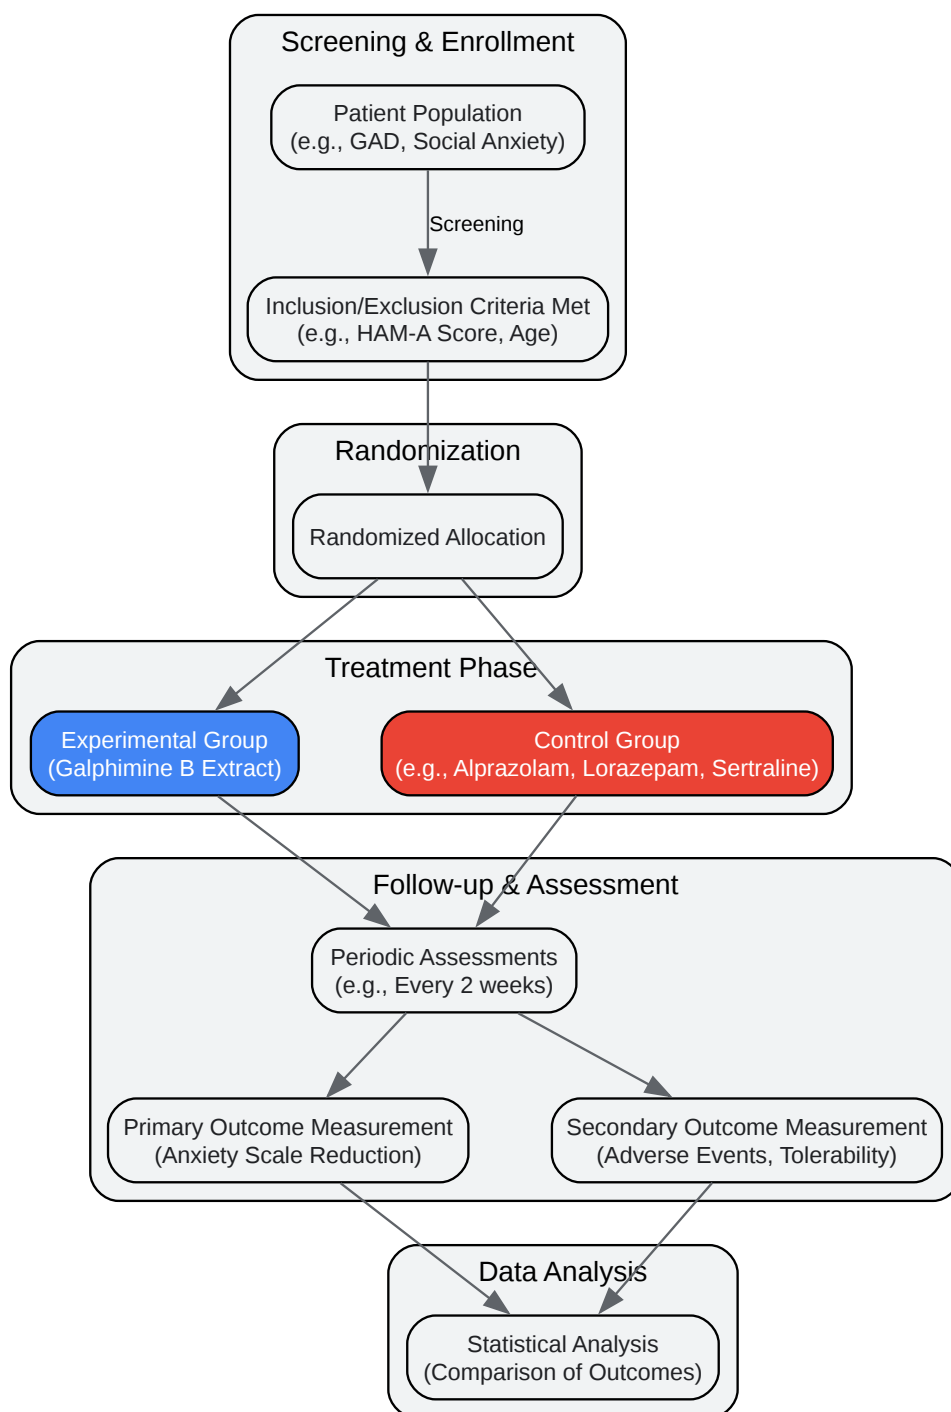 Screening & Enrollment
Patient Population
(e.g., GAD, Social Anxiety)
Screening
Inclusion/Exclusion Criteria Met
(e.g., HAM-A Score, Age)
Randomization
Randomized Allocation
Treatment Phase
Experimental Group
(Galphimine B Extract)
Control Group
(e.g., Alprazolam, Lorazepam, Sertraline)
Follow-up & Assessment
Periodic Assessments
(e.g., Every 2 weeks)
Primary Outcome Measurement
(Anxiety Scale Reduction)
Secondary Outcome Measurement
(Adverse Events, Tolerability)
Data Analysis
Statistical Analysis
(Comparison of Outcomes)